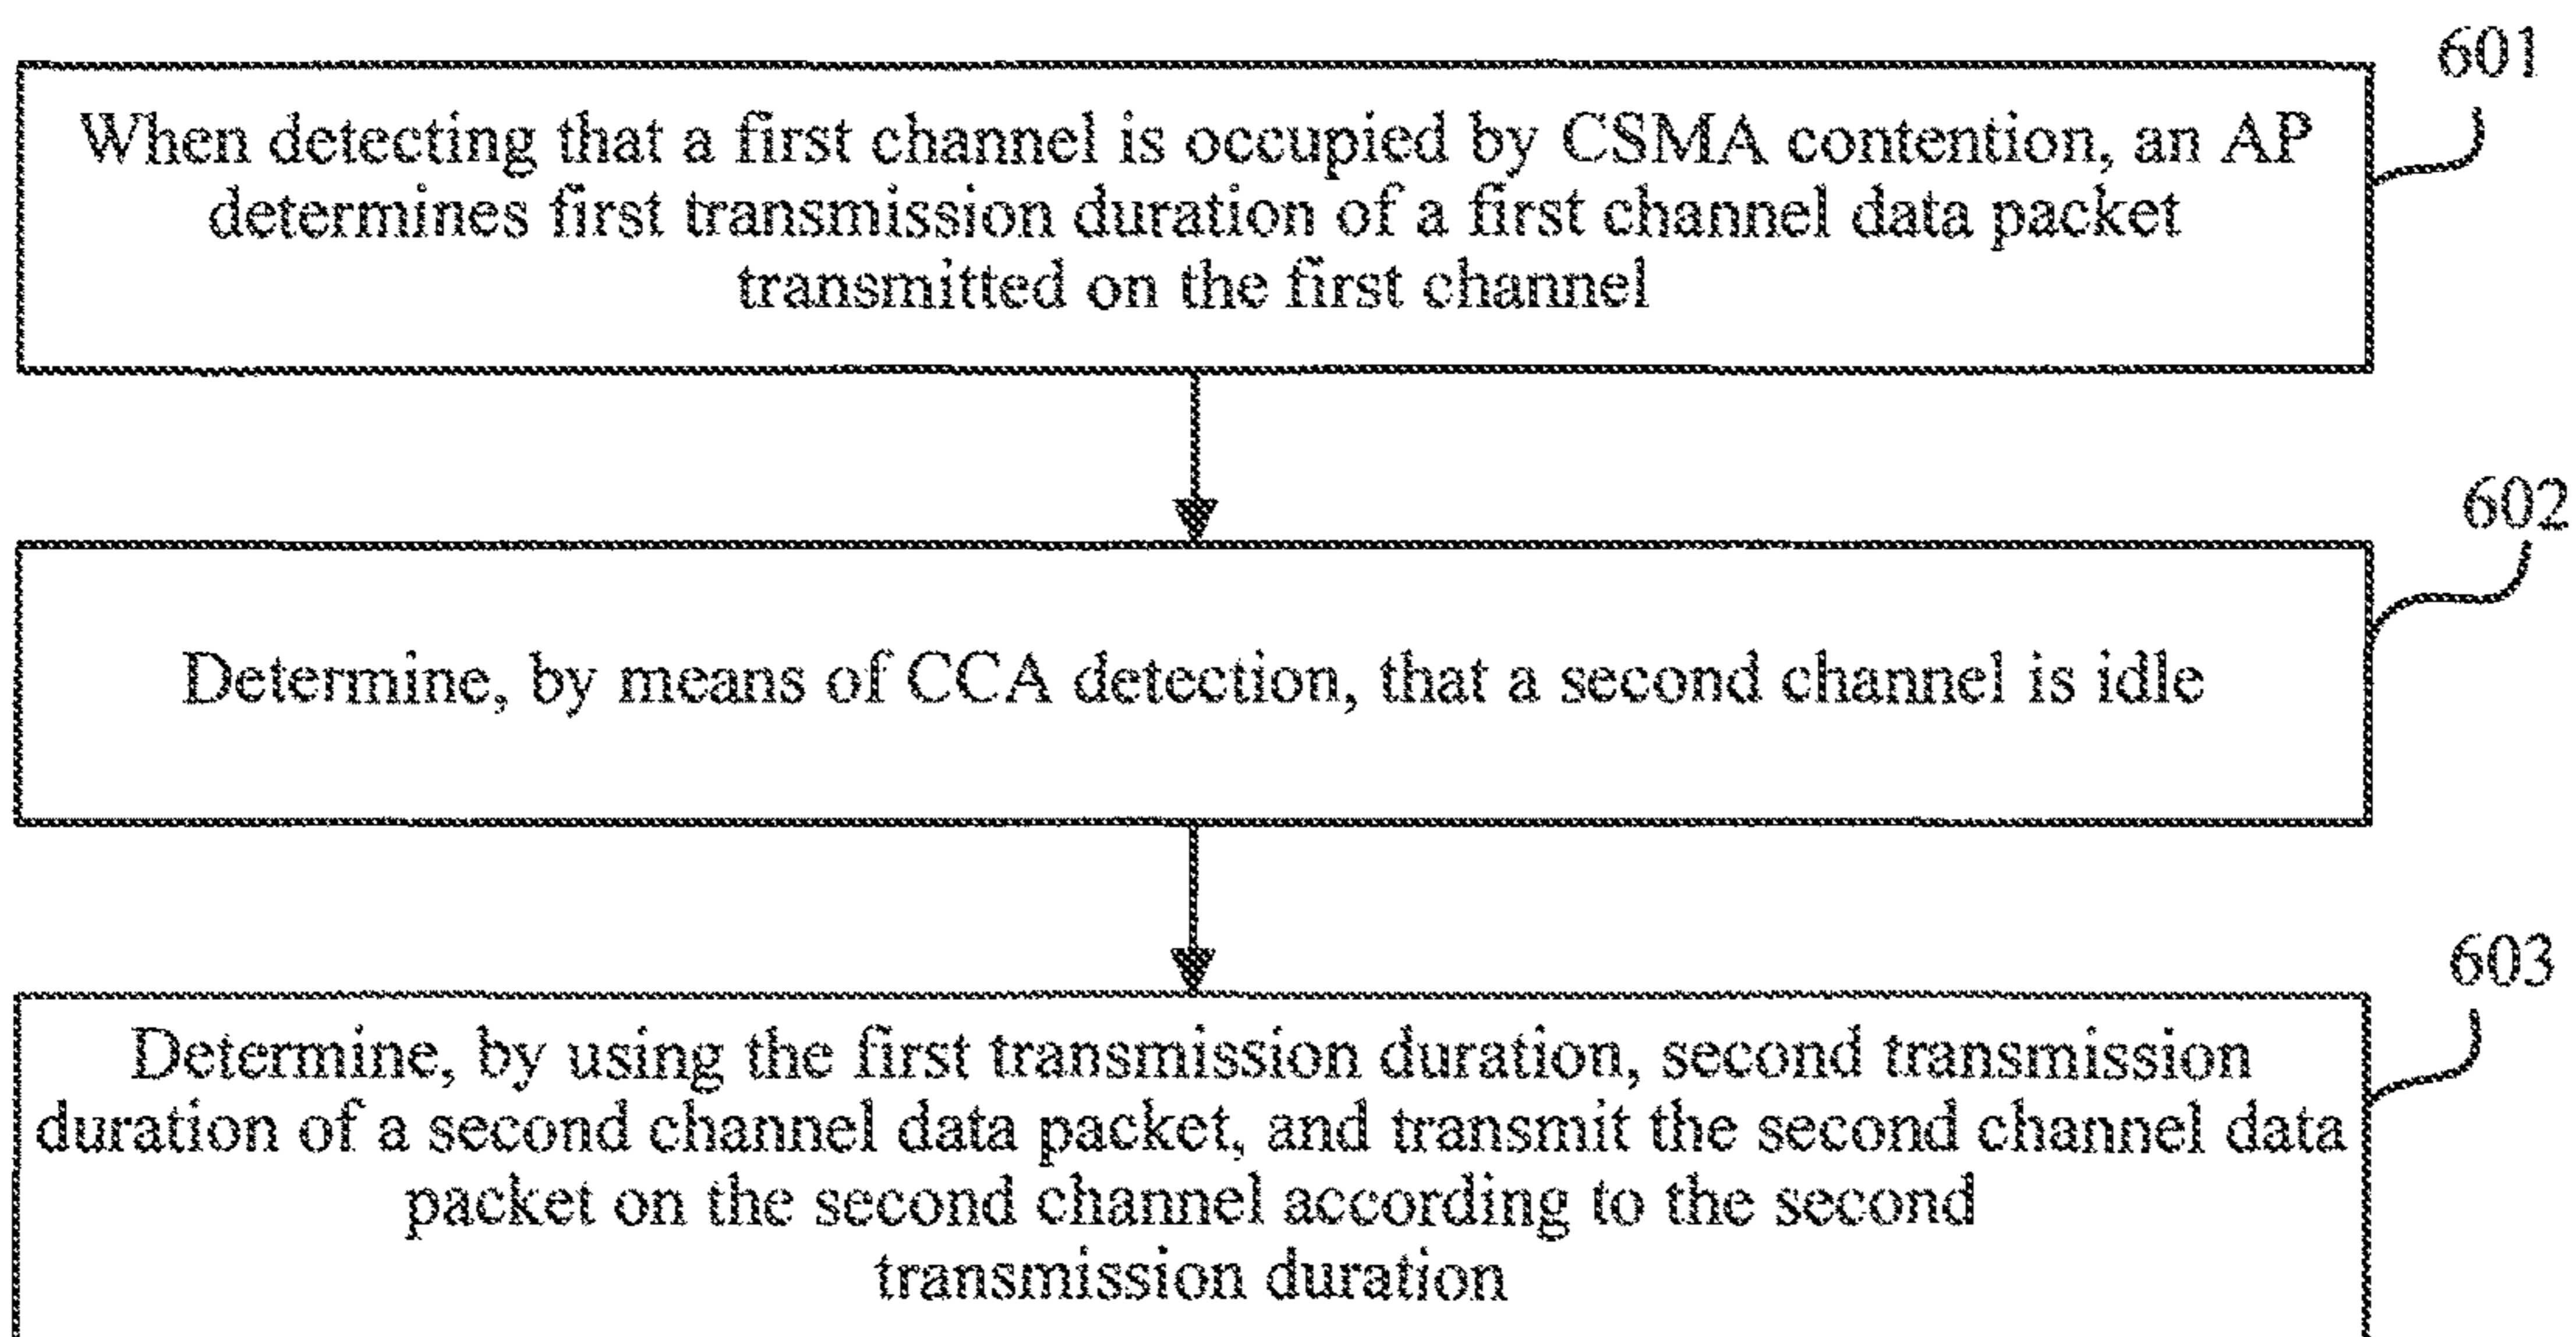 601
When detecting that a first channel is occupied by CSMA contention, an AP
determines first transmission duration of a first channel data packet
transmitted on the first channel
602
Determine, by means of CCA detection, that a second channel is idle
603
Determine, by using the first transmission duration, second transmission
duration of a second channel data packet, and transmit the second channel data
packet on the second channel according to the second
transmission duration